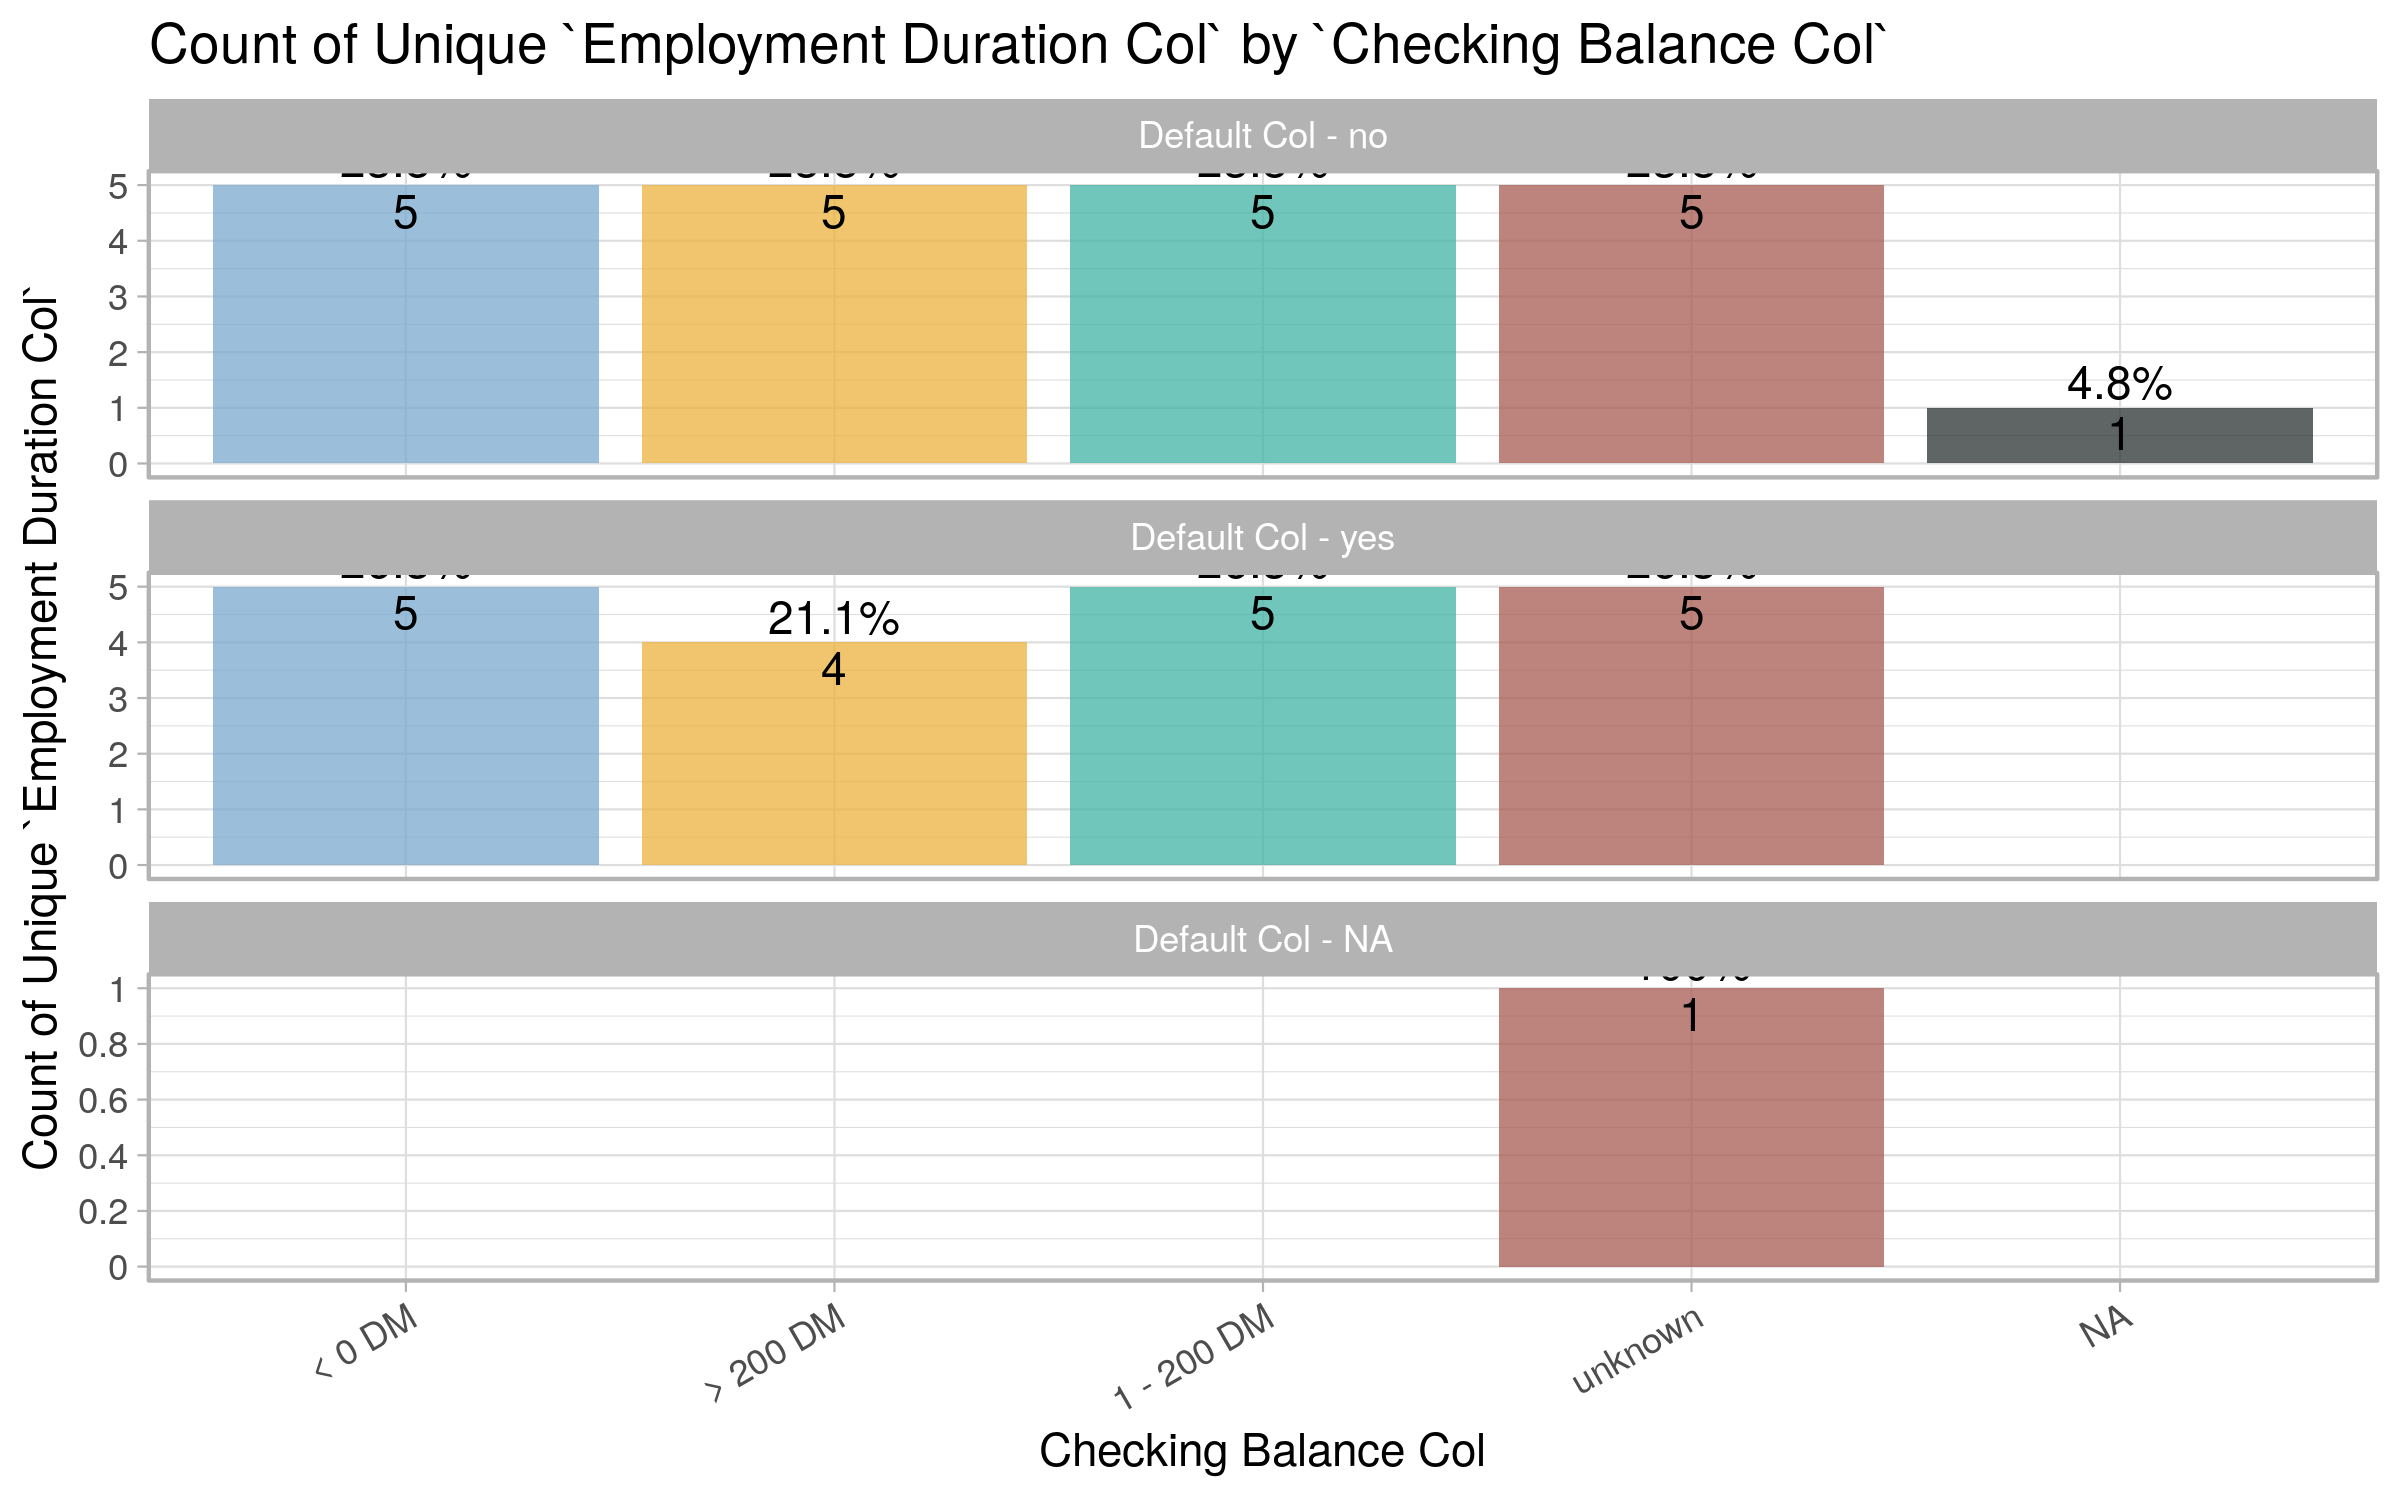 Count of Unique `Employment Duration Col` by `Checking Balance Col`
Default Col - no
5
4
3
2
1
0
5
5
5
5
4.8%
1
Default Col - yes
5
4
3
2
1
0
5
21.1%
4
5
5
Default Col - NA
1
0.8
0.6
0.4
0.2
0
1
< 0 DM
> 200 DM
1 - 200 DM
unknown
NA
Checking Balance Col
Count of Unique `Employment Duration Col`